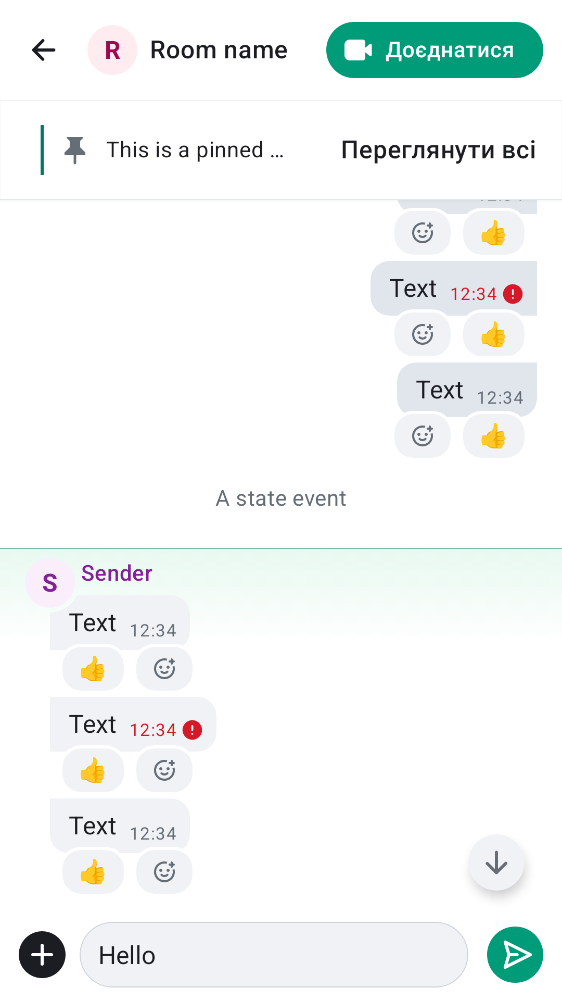 R
Room name
Доєднатися
This is a pinned …
Переглянути всі
Text 12:34
Text 12:34
A state event
S
Sender
Text 12:34
Text 12:34
Text 12:34
Hello